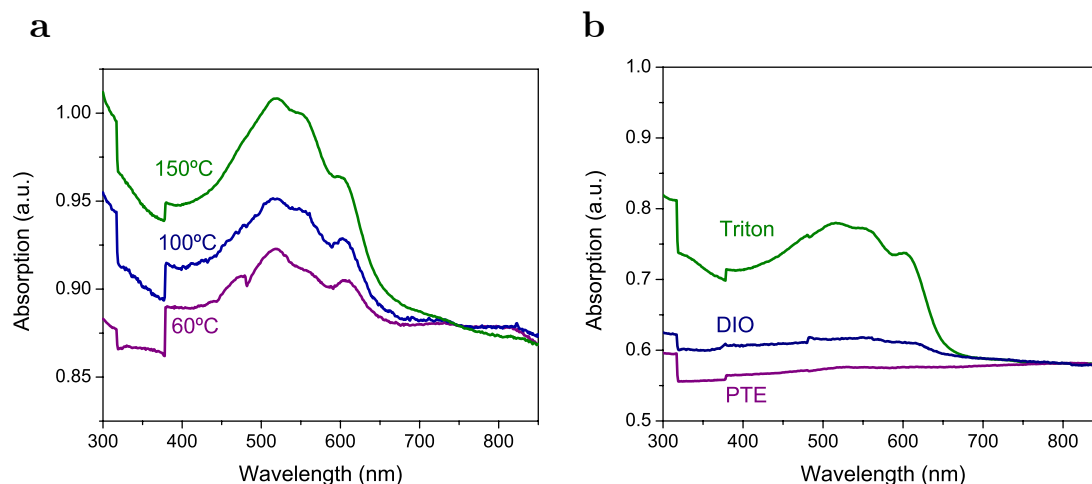 a
1.00
0.95
0.90
0.85
150ºC
100ºC
60ºC
300 400 500 600 700 800
Absorption (a.u.)
Wavelength (nm)
b
1.0
0.9
0.8
0.7
0.6
0.5
Triton
DIO
PTE
300 400 500 600 700 800
Absorption (a.u.)
Wavelength (nm)